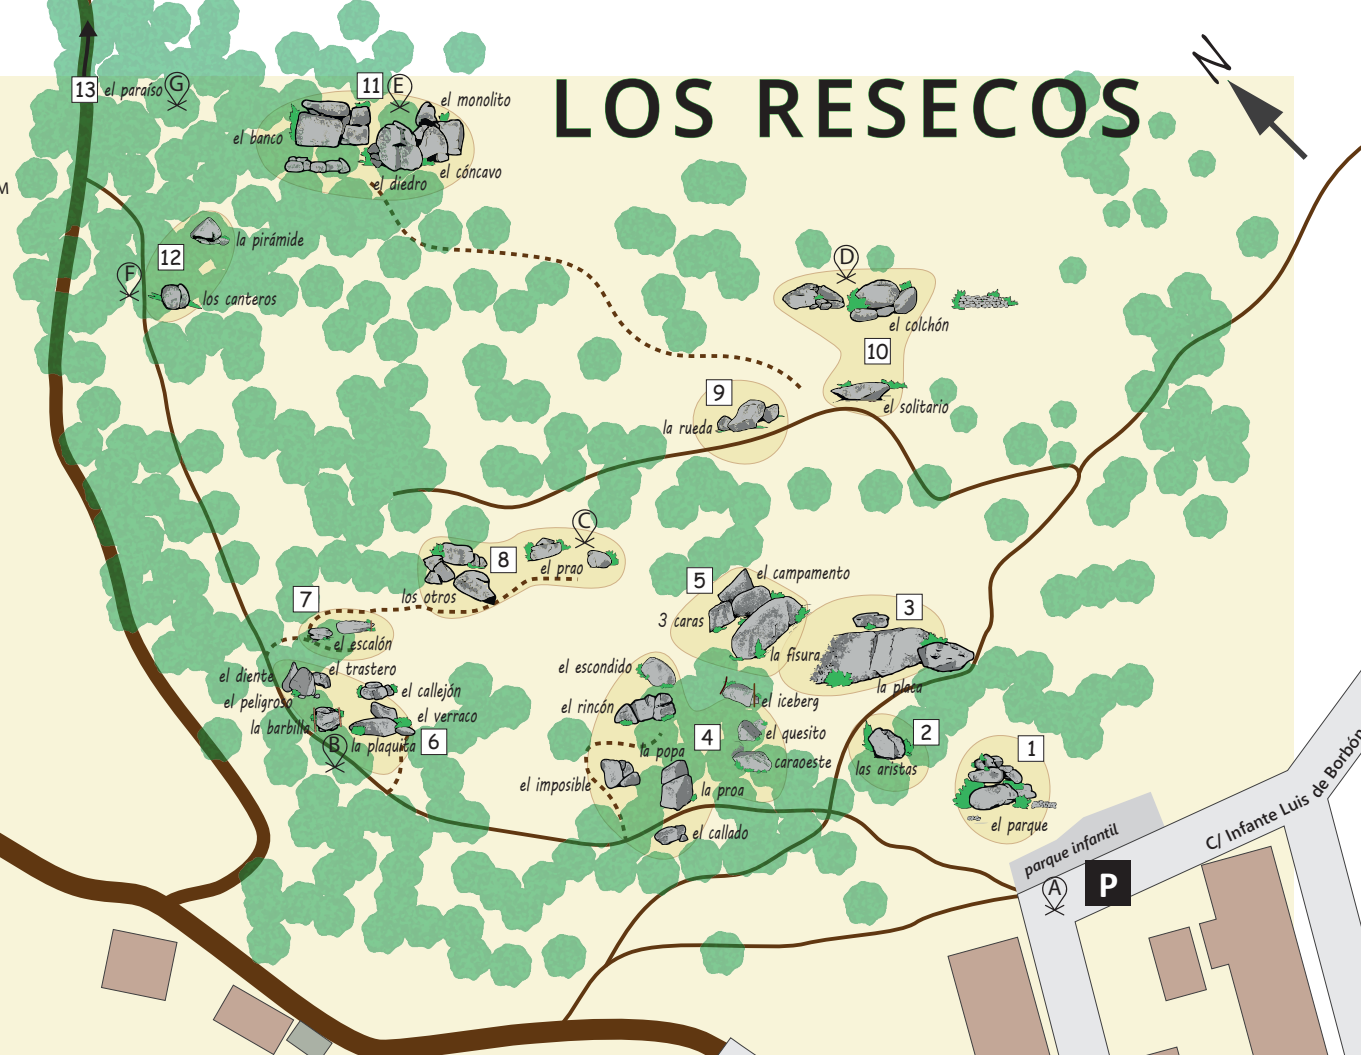 N
LOS RESECOS
13
el paraíso
G
11
E
el monolito
el banco
el cóncavo
el diedro
M
12
la pirámide
F
los canteros
D
el colchón
10
el solitario
9
la rueda
C
8
el prao
los otros
7
el escalón
5
el campamento
3 caras
la fisura
3
la placa
el diente
el trastero
el peligroso
el callejón
la barbilla
el verraco
B
la plaquita
6
el escondido
el rincón
el iceberg
4
el quesito
la popa
caraoeste
el imposible
la proa
el callado
2
las aristas
1
el parque
parque infantil
C/ Infante Luis de Borbón
A
P